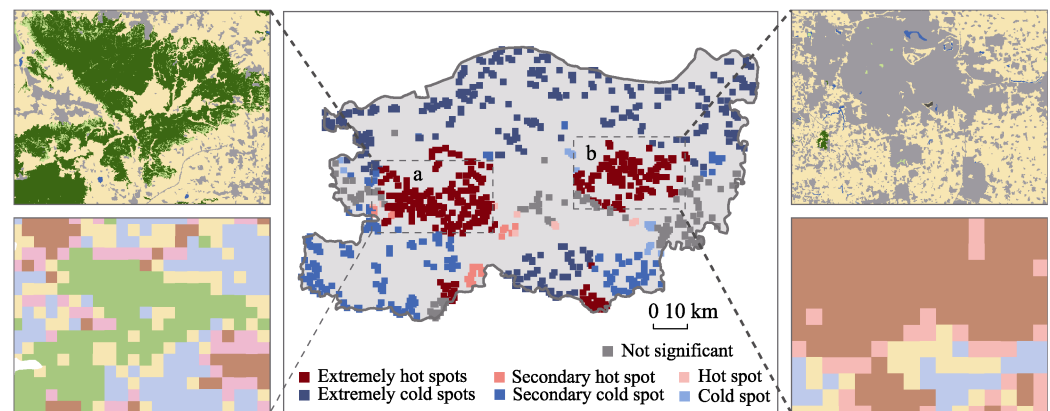 a
b
0 10 km
Not significant
Extremely hot spots Secondary hot spot Hot spot
Extremely cold spots Secondary cold spot Cold spot